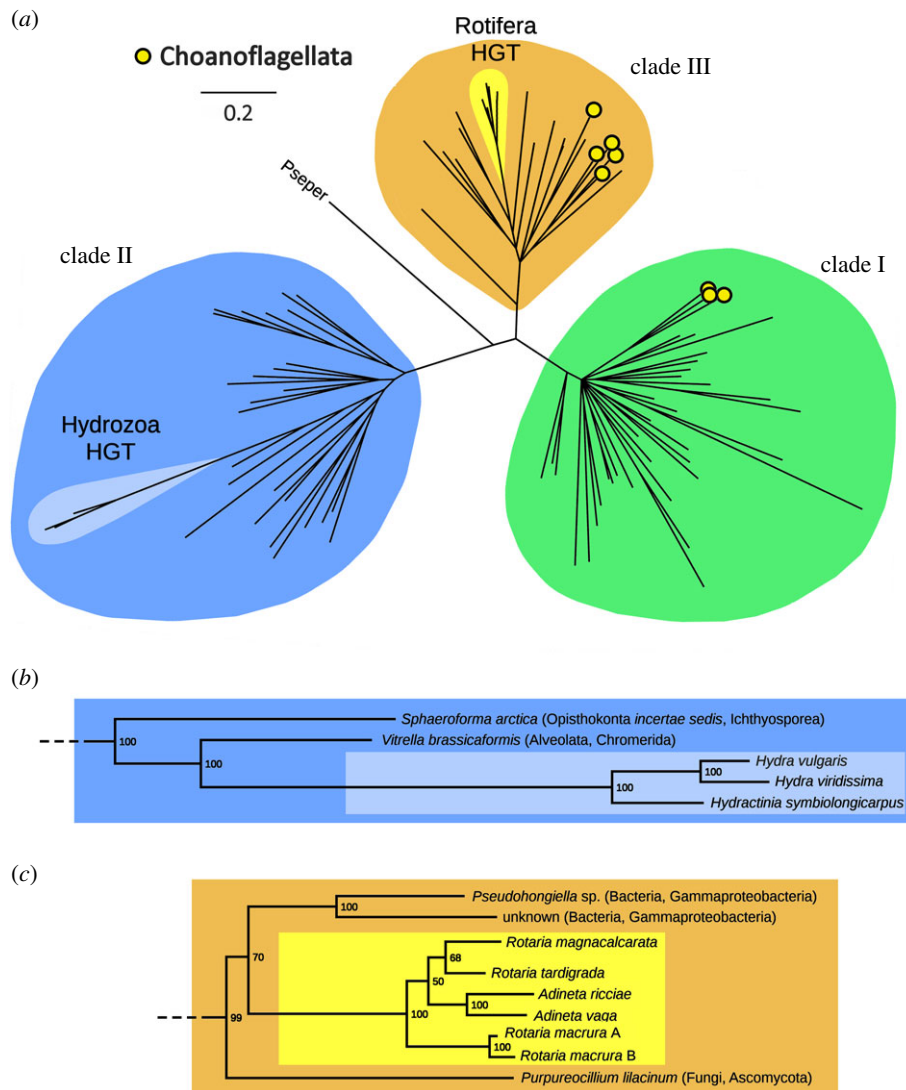 (a)
Choanoflagellata
0.2
Rotifera
HGT
clade III
Pseper
clade II
clade I
Hydrozoa
HGT
(b)
Sphaeroforma arctica (Opisthokonta incertae sedis, Ichthyosporea)
100
Vitrella brassicaformis (Alveolata, Chromerida)
100
Hydra vulgaris
100
Hydra viridissima
100
Hydractinia symbiolongicarpus
(c)
Pseudohongiella sp. (Bacteria, Gammaproteobacteria)
100
unknown (Bacteria, Gammaproteobacteria)
70
Rotaria magnacalcarata
68
Rotaria tardigrada
50
Adineta ricciae
100
Adineta vaga
100
99
Rotaria macrura A
100
Rotaria macrura B
Purpureocillium lilacinum (Fungi, Ascomycota)